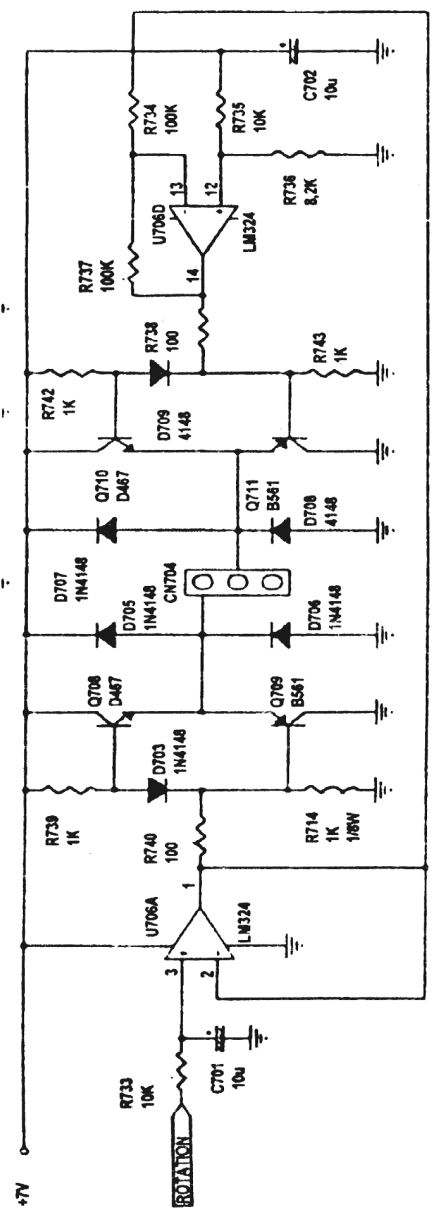 +7V
ROTATION
R733
10K
C701
10u
3
2
1
U706A
LM324
R740
100
R739
1K
D703
1N4148
R714
1K
1/8W
Q708
D467
Q709
B561
D705
1N4148
D706
1N4148
D707
1N4148
CN704
Q710
D467
Q711
B561
D708
4148
D709
4148
R742
1K
R738
100
R743
1K
R737
100K
14
U706D
LM324
13
12
R734
100K
R735
10K
R736
8,2K
C702
10u